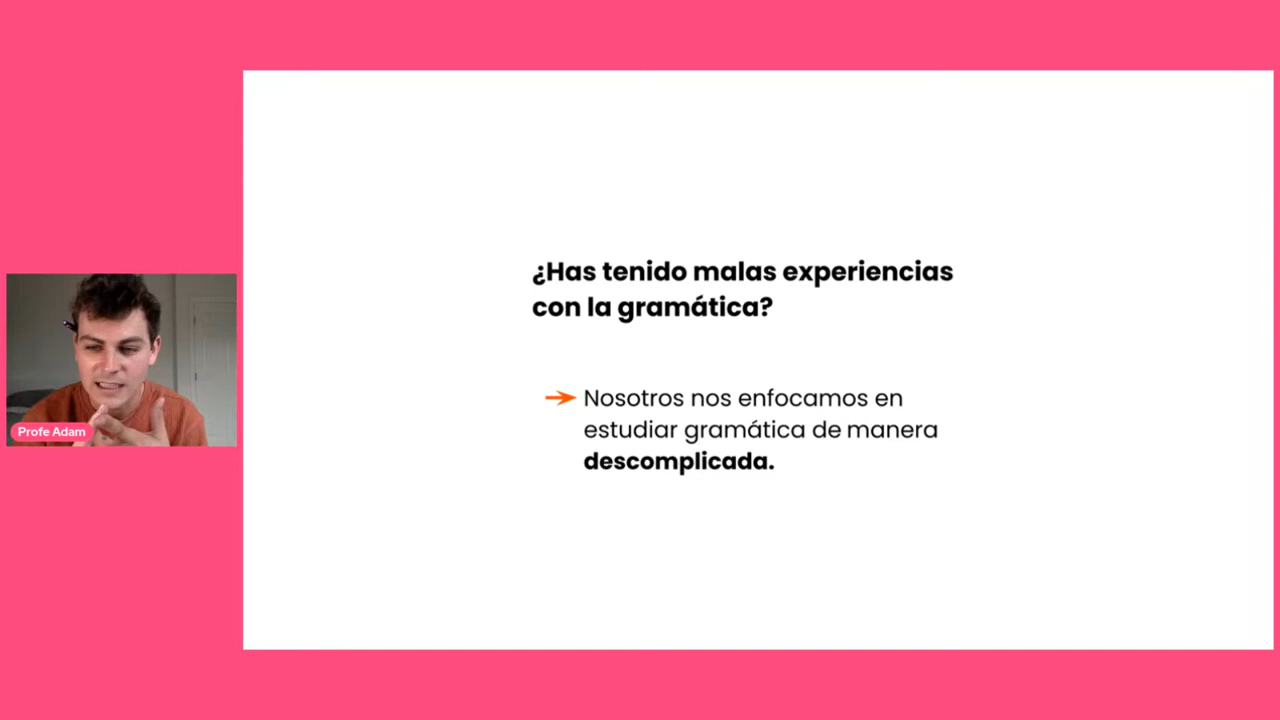 ¿Has tenido malas experiencias
con la gramática?
Nosotros nos enfocamos en
estudiar gramática de manera
descomplicada.
Profe Adam